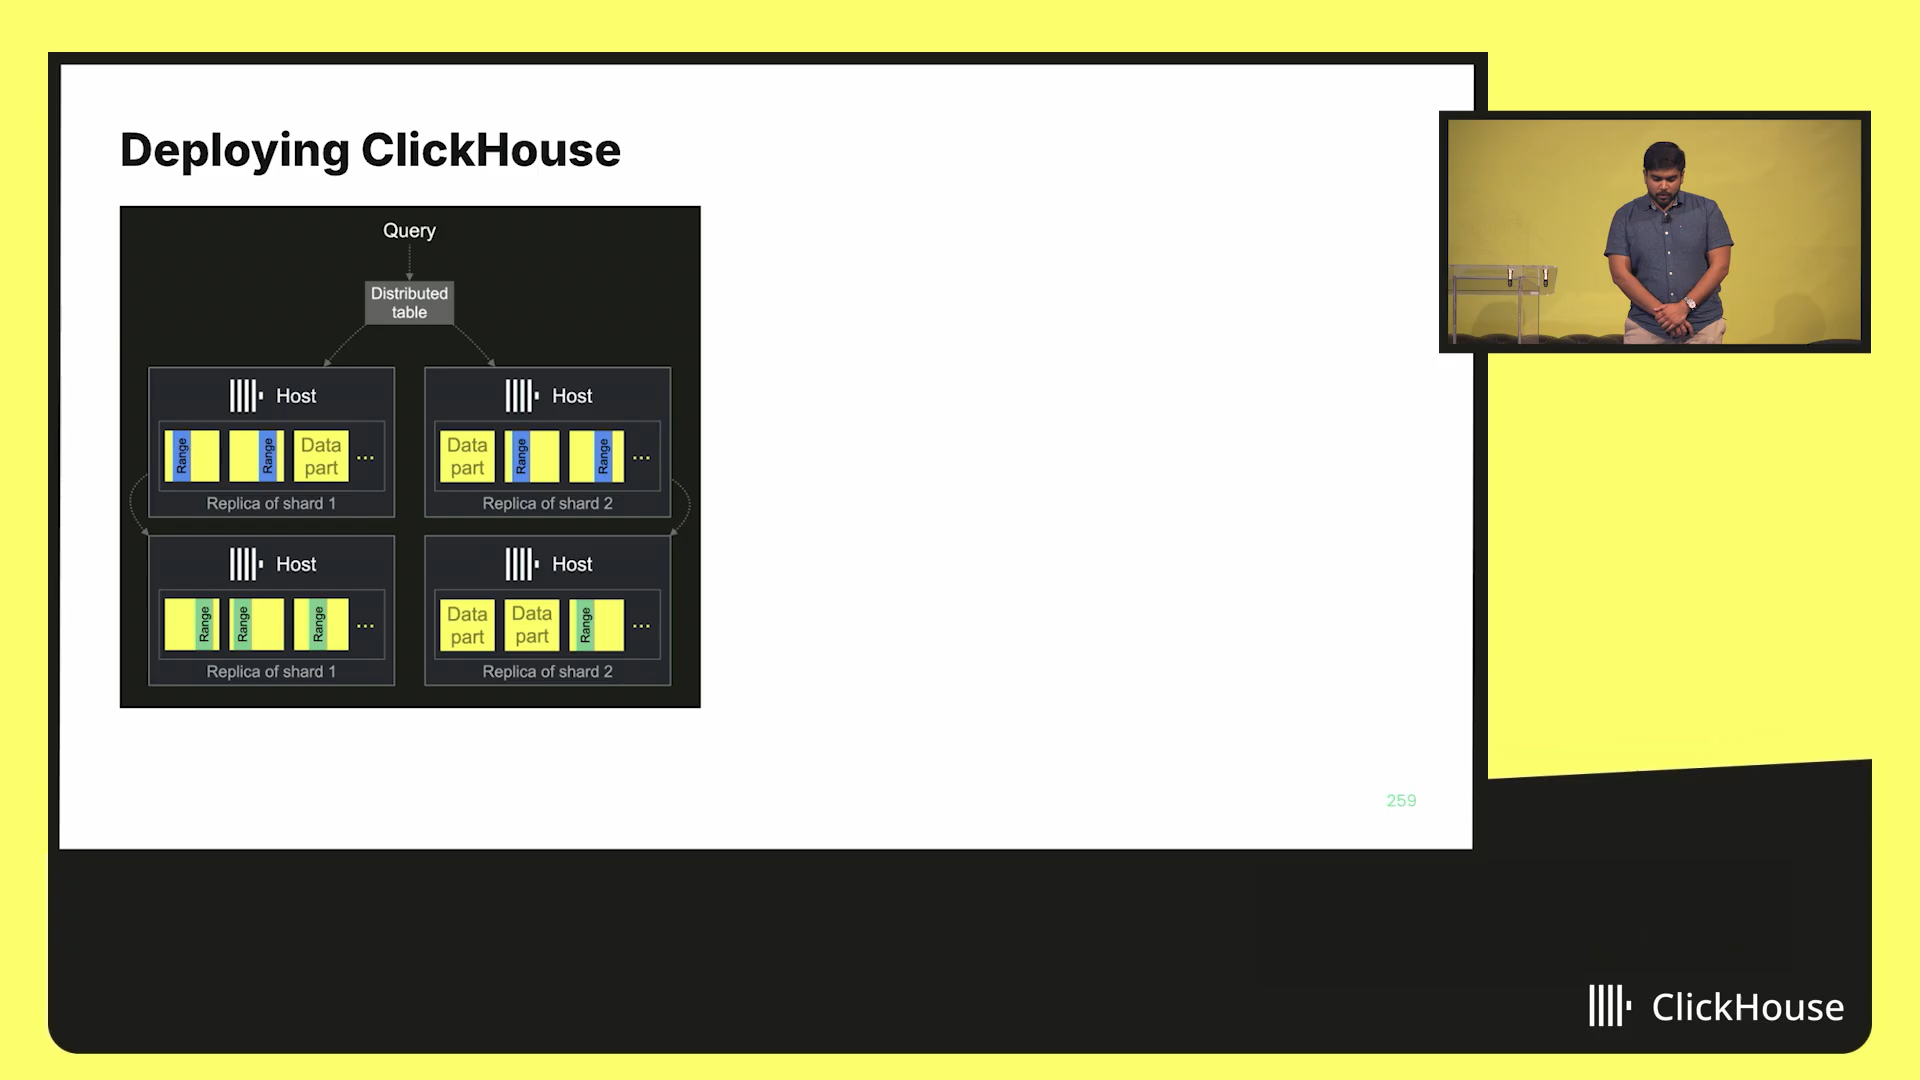 Deploying ClickHouse
Query
Distributed
table
Host
Range
Range
Data
part
...
Replica of shard 1
Host
Data
part
Range
Range
...
Replica of shard 2
Host
Range
Range
Range
...
Replica of shard 1
Host
Data
part
Data
part
Range
...
Replica of shard 2
259
ClickHouse